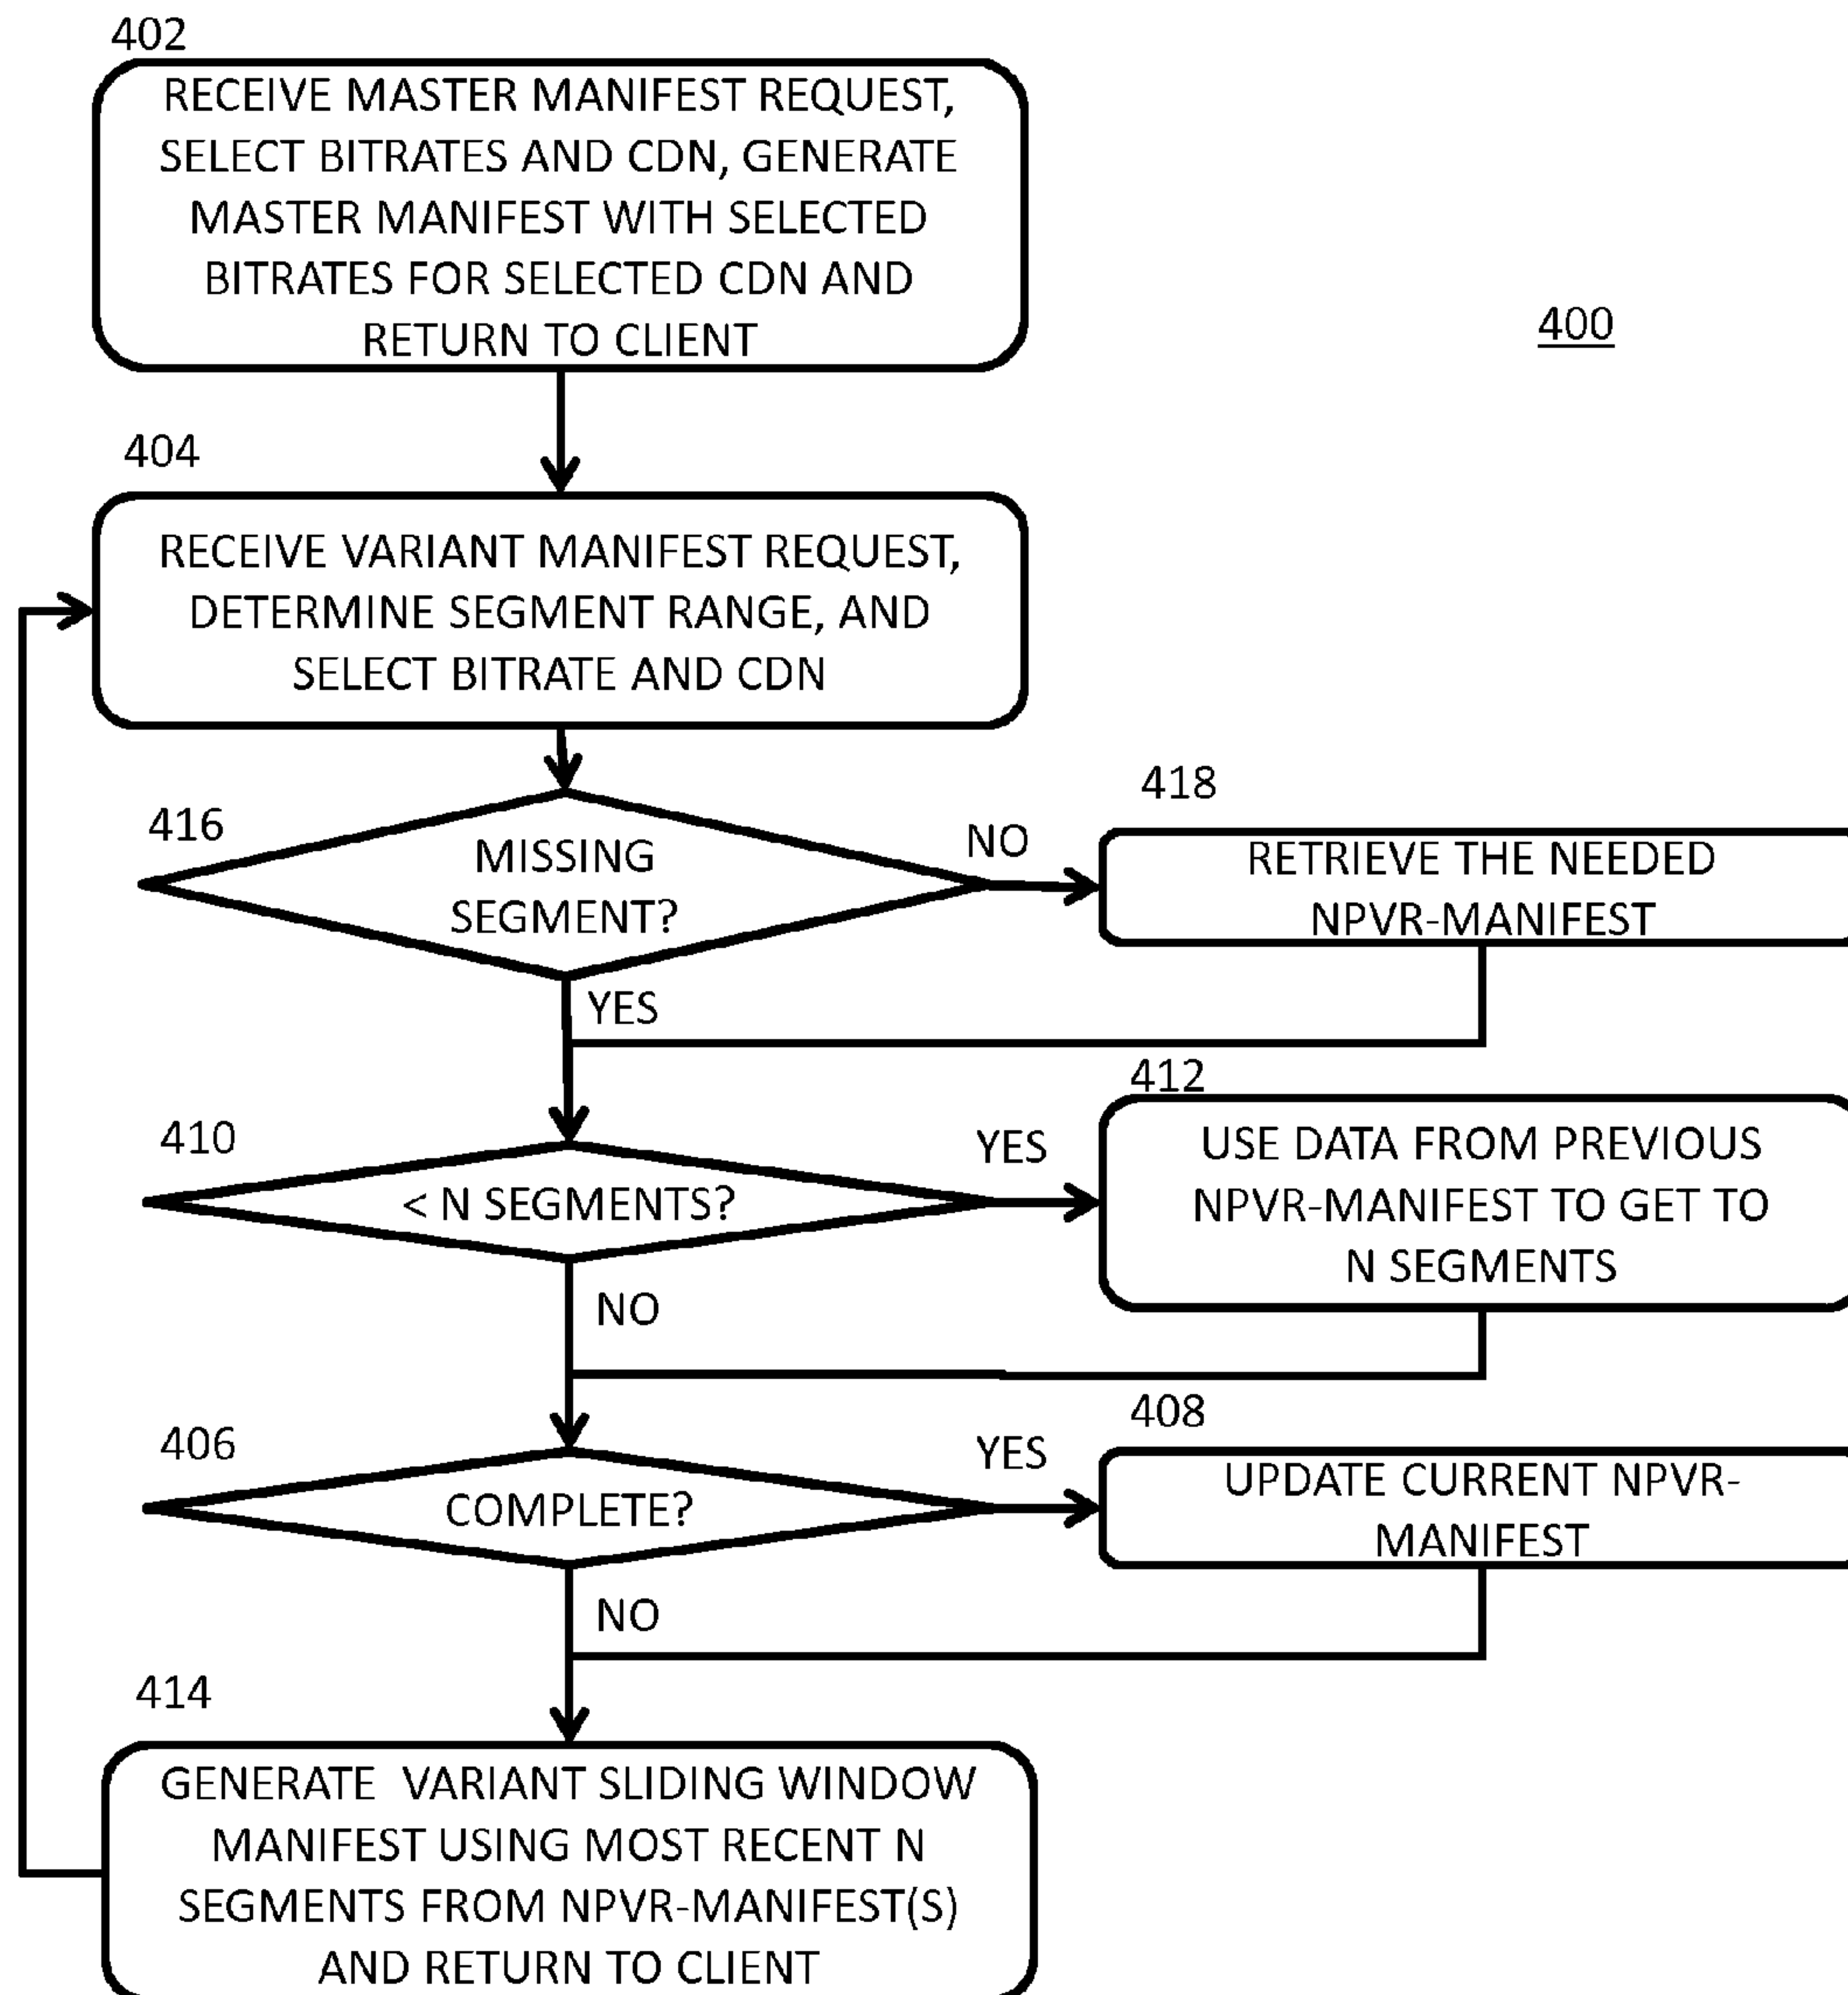 402
RECEIVE MASTER MANIFEST REQUEST,
SELECT BITRATES AND CDN, GENERATE
MASTER MANIFEST WITH SELECTED
BITRATES FOR SELECTED CDN AND
RETURN TO CLIENT
400
404
RECEIVE VARIANT MANIFEST REQUEST,
DETERMINE SEGMENT RANGE, AND
SELECT BITRATE AND CDN
416
MISSING
SEGMENT?
NO
YES
418
RETRIEVE THE NEEDED
NPVR-MANIFEST
410
< N SEGMENTS?
YES
NO
412
USE DATA FROM PREVIOUS
NPVR-MANIFEST TO GET TO
N SEGMENTS
406
COMPLETE?
YES
NO
408
UPDATE CURRENT NPVR-
MANIFEST
414
GENERATE VARIANT SLIDING WINDOW
MANIFEST USING MOST RECENT N
SEGMENTS FROM NPVR-MANIFEST(S)
AND RETURN TO CLIENT